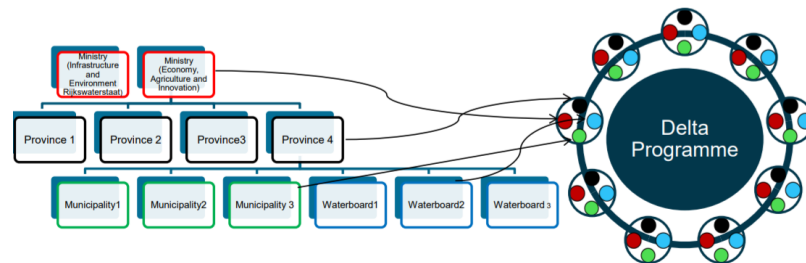 Ministry
(Infrastructure
and
Environment
Rijkswaterstaat)
Ministry
(Economy,
Agriculture and
Innovation)
Province 1
Province 2
Province3
Province 4
Municipality1
Municipality2
Municipality 3
Waterboard1
Waterboard2
Waterboard 3
Delta
Programme